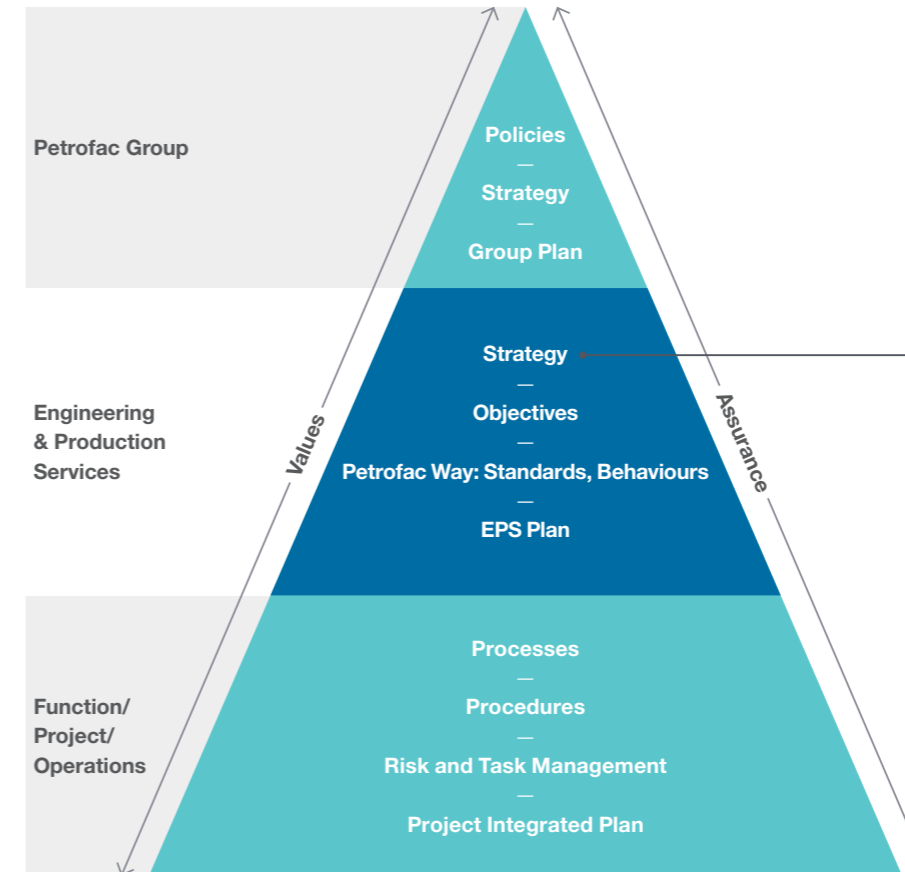 Petrofac Group
Policies
—
Strategy
—
Group Plan
Engineering
& Production
Services
Values
Strategy
—
Objectives
—
Petrofac Way: Standards, Behaviours
—
EPS Plan
Assurance
Function/
Project/
Operations
Processes
—
Procedures
—
Risk and Task Management
—
Project Integrated Plan